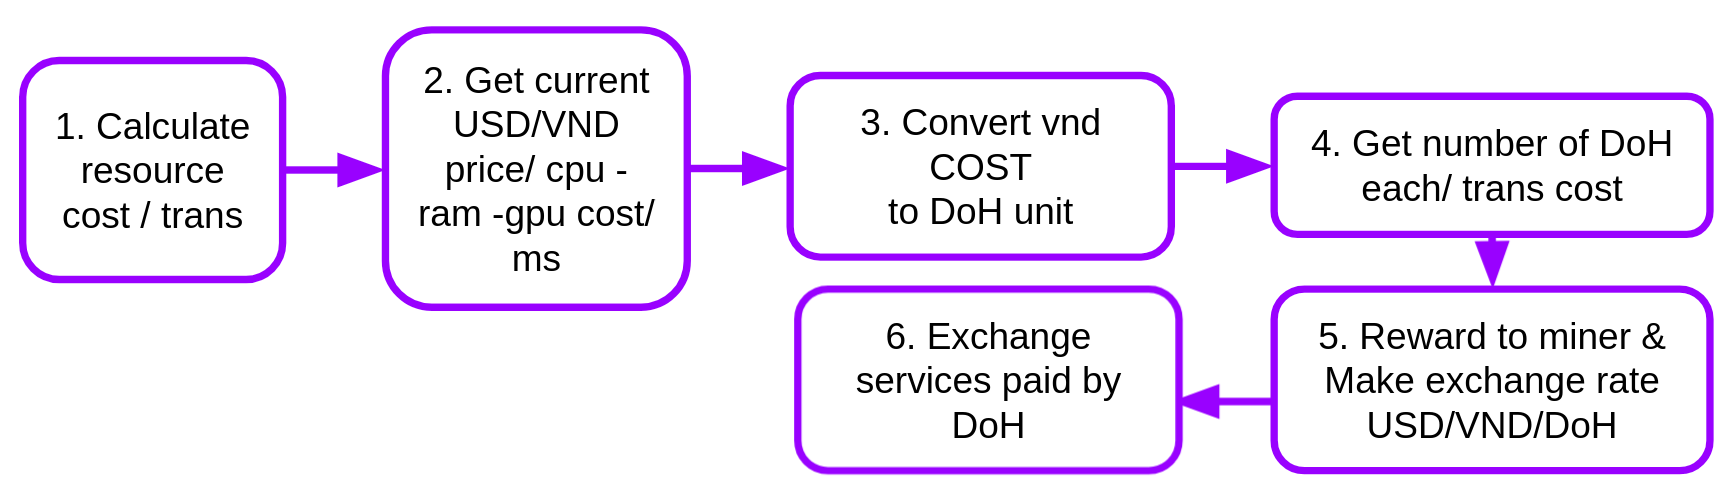 1. Calculate
resource
cost / trans
2. Get current
USD/VND
price/ cpu -
ram -gpu cost/
ms
3. Convert vnd
COST
to DoH unit
4. Get number of DoH
each/ trans cost
5. Reward to miner &
Make exchange rate
USD/VND/DoH
6. Exchange
services paid by
DoH